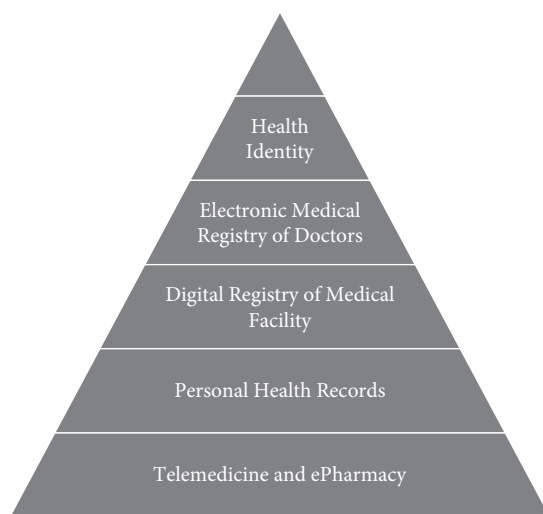 Health
Identity
Electronic Medical
Registry of Doctors
Digital Registry of Medical
Facility
Personal Health Records
Telemedicine and ePharmacy